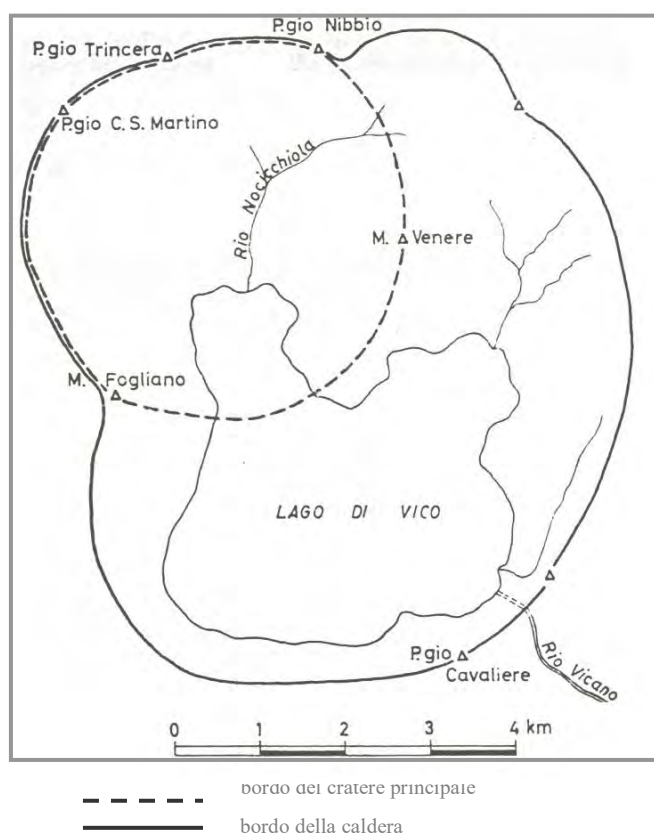 P.gio Nibbio
P.gio Trincera
P.gio C.S. Martino
Rio Nocicchiola
M. Venere
M. Fogliano
LAGO DI VICO
P.gio
Cavaliere
Rio Vicano
0 1 2 3 4 km
bordo del cratere principale
bordo della caldera